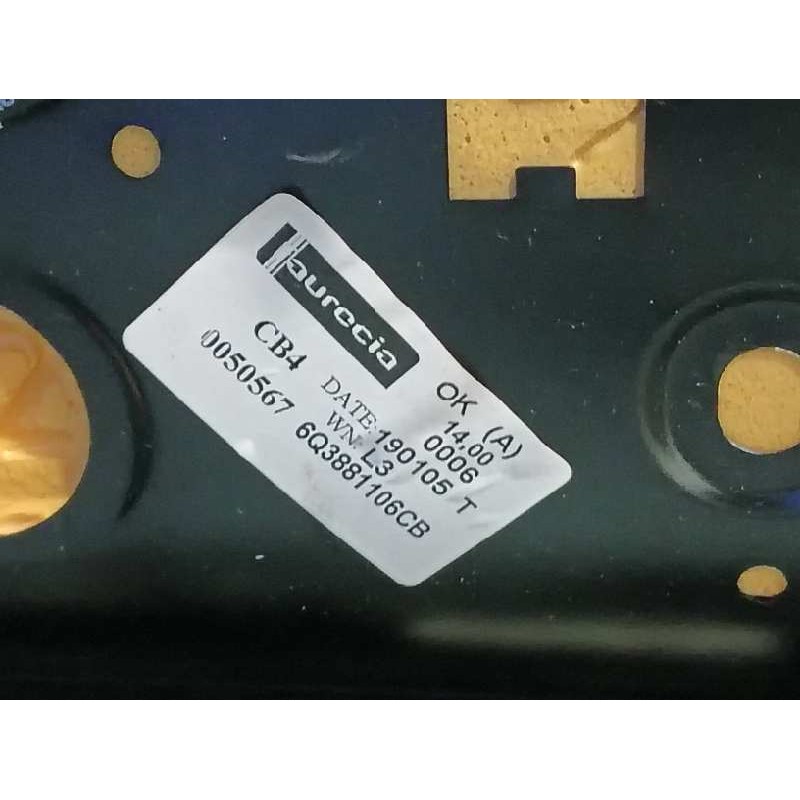 faurecia
OK (A)
CB4 DATE: 14,00
WN: 190105 0006
0050567 L3 T
6Q3881106CB